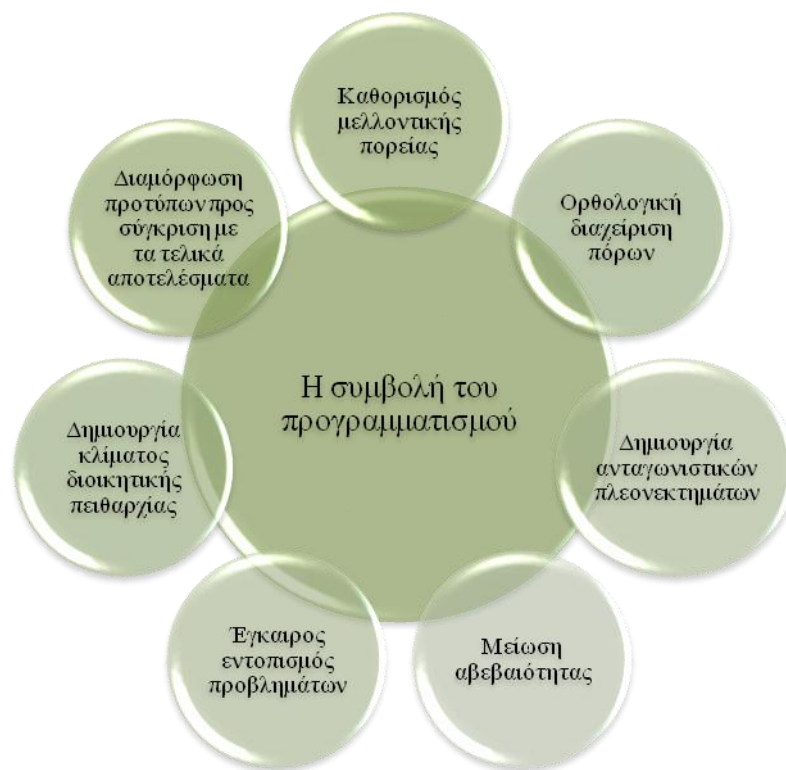 Καθορισμός
μελλοντικής
πορείας
Ορθολογική
διαχείριση
πόρων
Δημιουργία
ανταγωνιστικών
πλεονεκτημάτων
Μείωση
αβεβαιότητας
Έγκαιρος
εντοπισμός
προβλημάτων
Δημιουργία
κλίματος
διοικητικής
πειθαρχίας
Διαμόρφωση
προτύπων προς
σύγκριση με
τα τελικά
αποτελέσματα
Η συμβολή του
προγραμματισμού